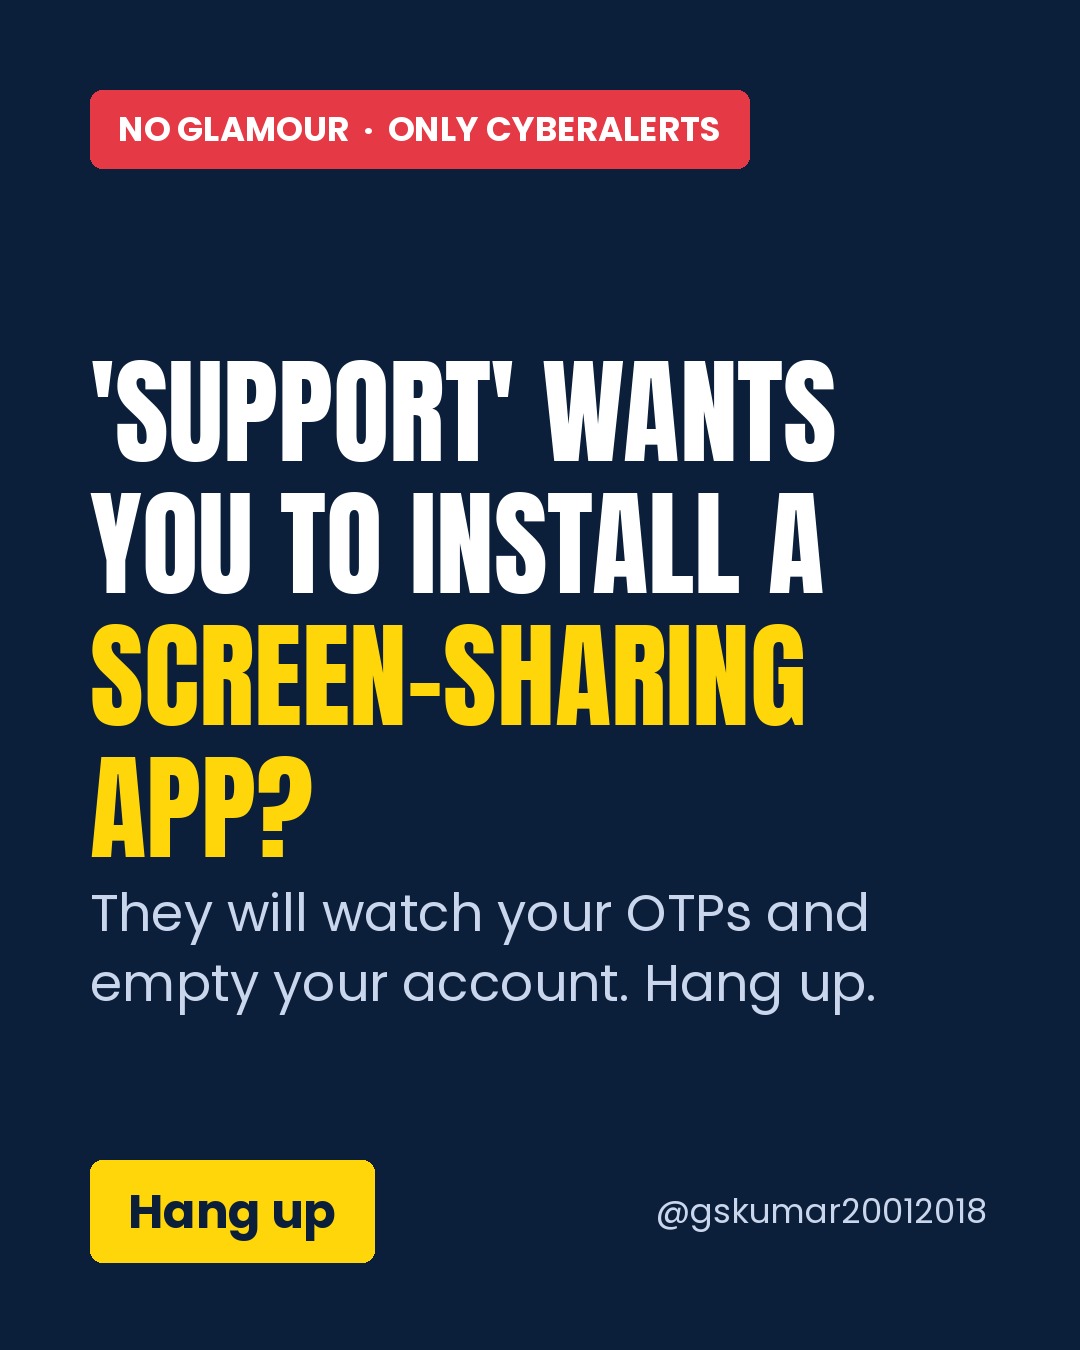 NO GLAMOUR · ONLY CYBERALERTS
'SUPPORT' WANTS
YOU TO INSTALL A
SCREEN-SHARING
APP?
They will watch your OTPs and
empty your account. Hang up.
Hang up
@gskumar20012018